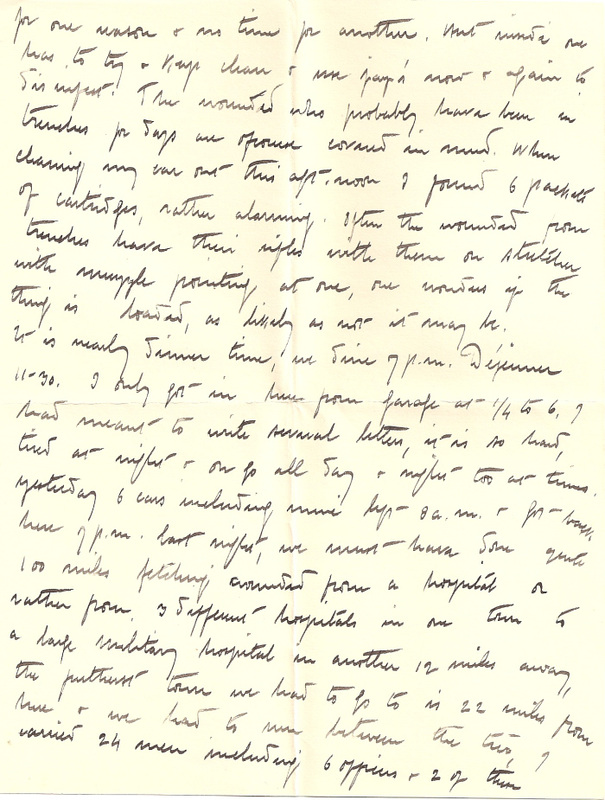 for one reason & no time for another. But inside one
has to try & keep clean & use Jeye's now & again to
disinfect. The wounded who probably have been in
trenches for days are of course covered in mud. When
cleaning my car out this aft-noon I found 6 packets
of cartridges, rather alarming. Often the wounded from
trenches have their rifles with them on stretcher
with muzzle pointing at one, one wonders if the
thing is loaded, as likely as not it may be.
It is nearly dinner time, we dine 7 p.m. Déjeuner
11-30. I only got in here from garage at 1/4 to 6. I
had meant to write several letters, it is so hard,
tired at night & on go all day & night too at times.
yesterday 6 cars including mine left 8 a.m. & got back
here 7 p.m. last night, we must have done quite
100 miles fetching wounded from a hospital or
rather from 3 different hospitals in one town to
a large military hospital in another 12 miles away,
the furthest town we had to go to is 22 miles from
here & we had to run between the two, I
carried 24 men including 6 officers & 2 of them